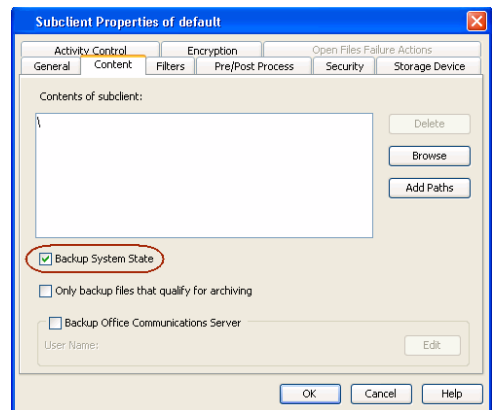 Subclient Properties of default
Activity Control Encryption Open Files Failure Actions
General Content Filters Pre/Post Process Security Storage Device
Contents of subclient:
\
Delete
Browse
Add Paths
Backup System State
Only backup files that qualify for archiving
Backup Office Communications Server
User Name: Edit
OK Cancel Help